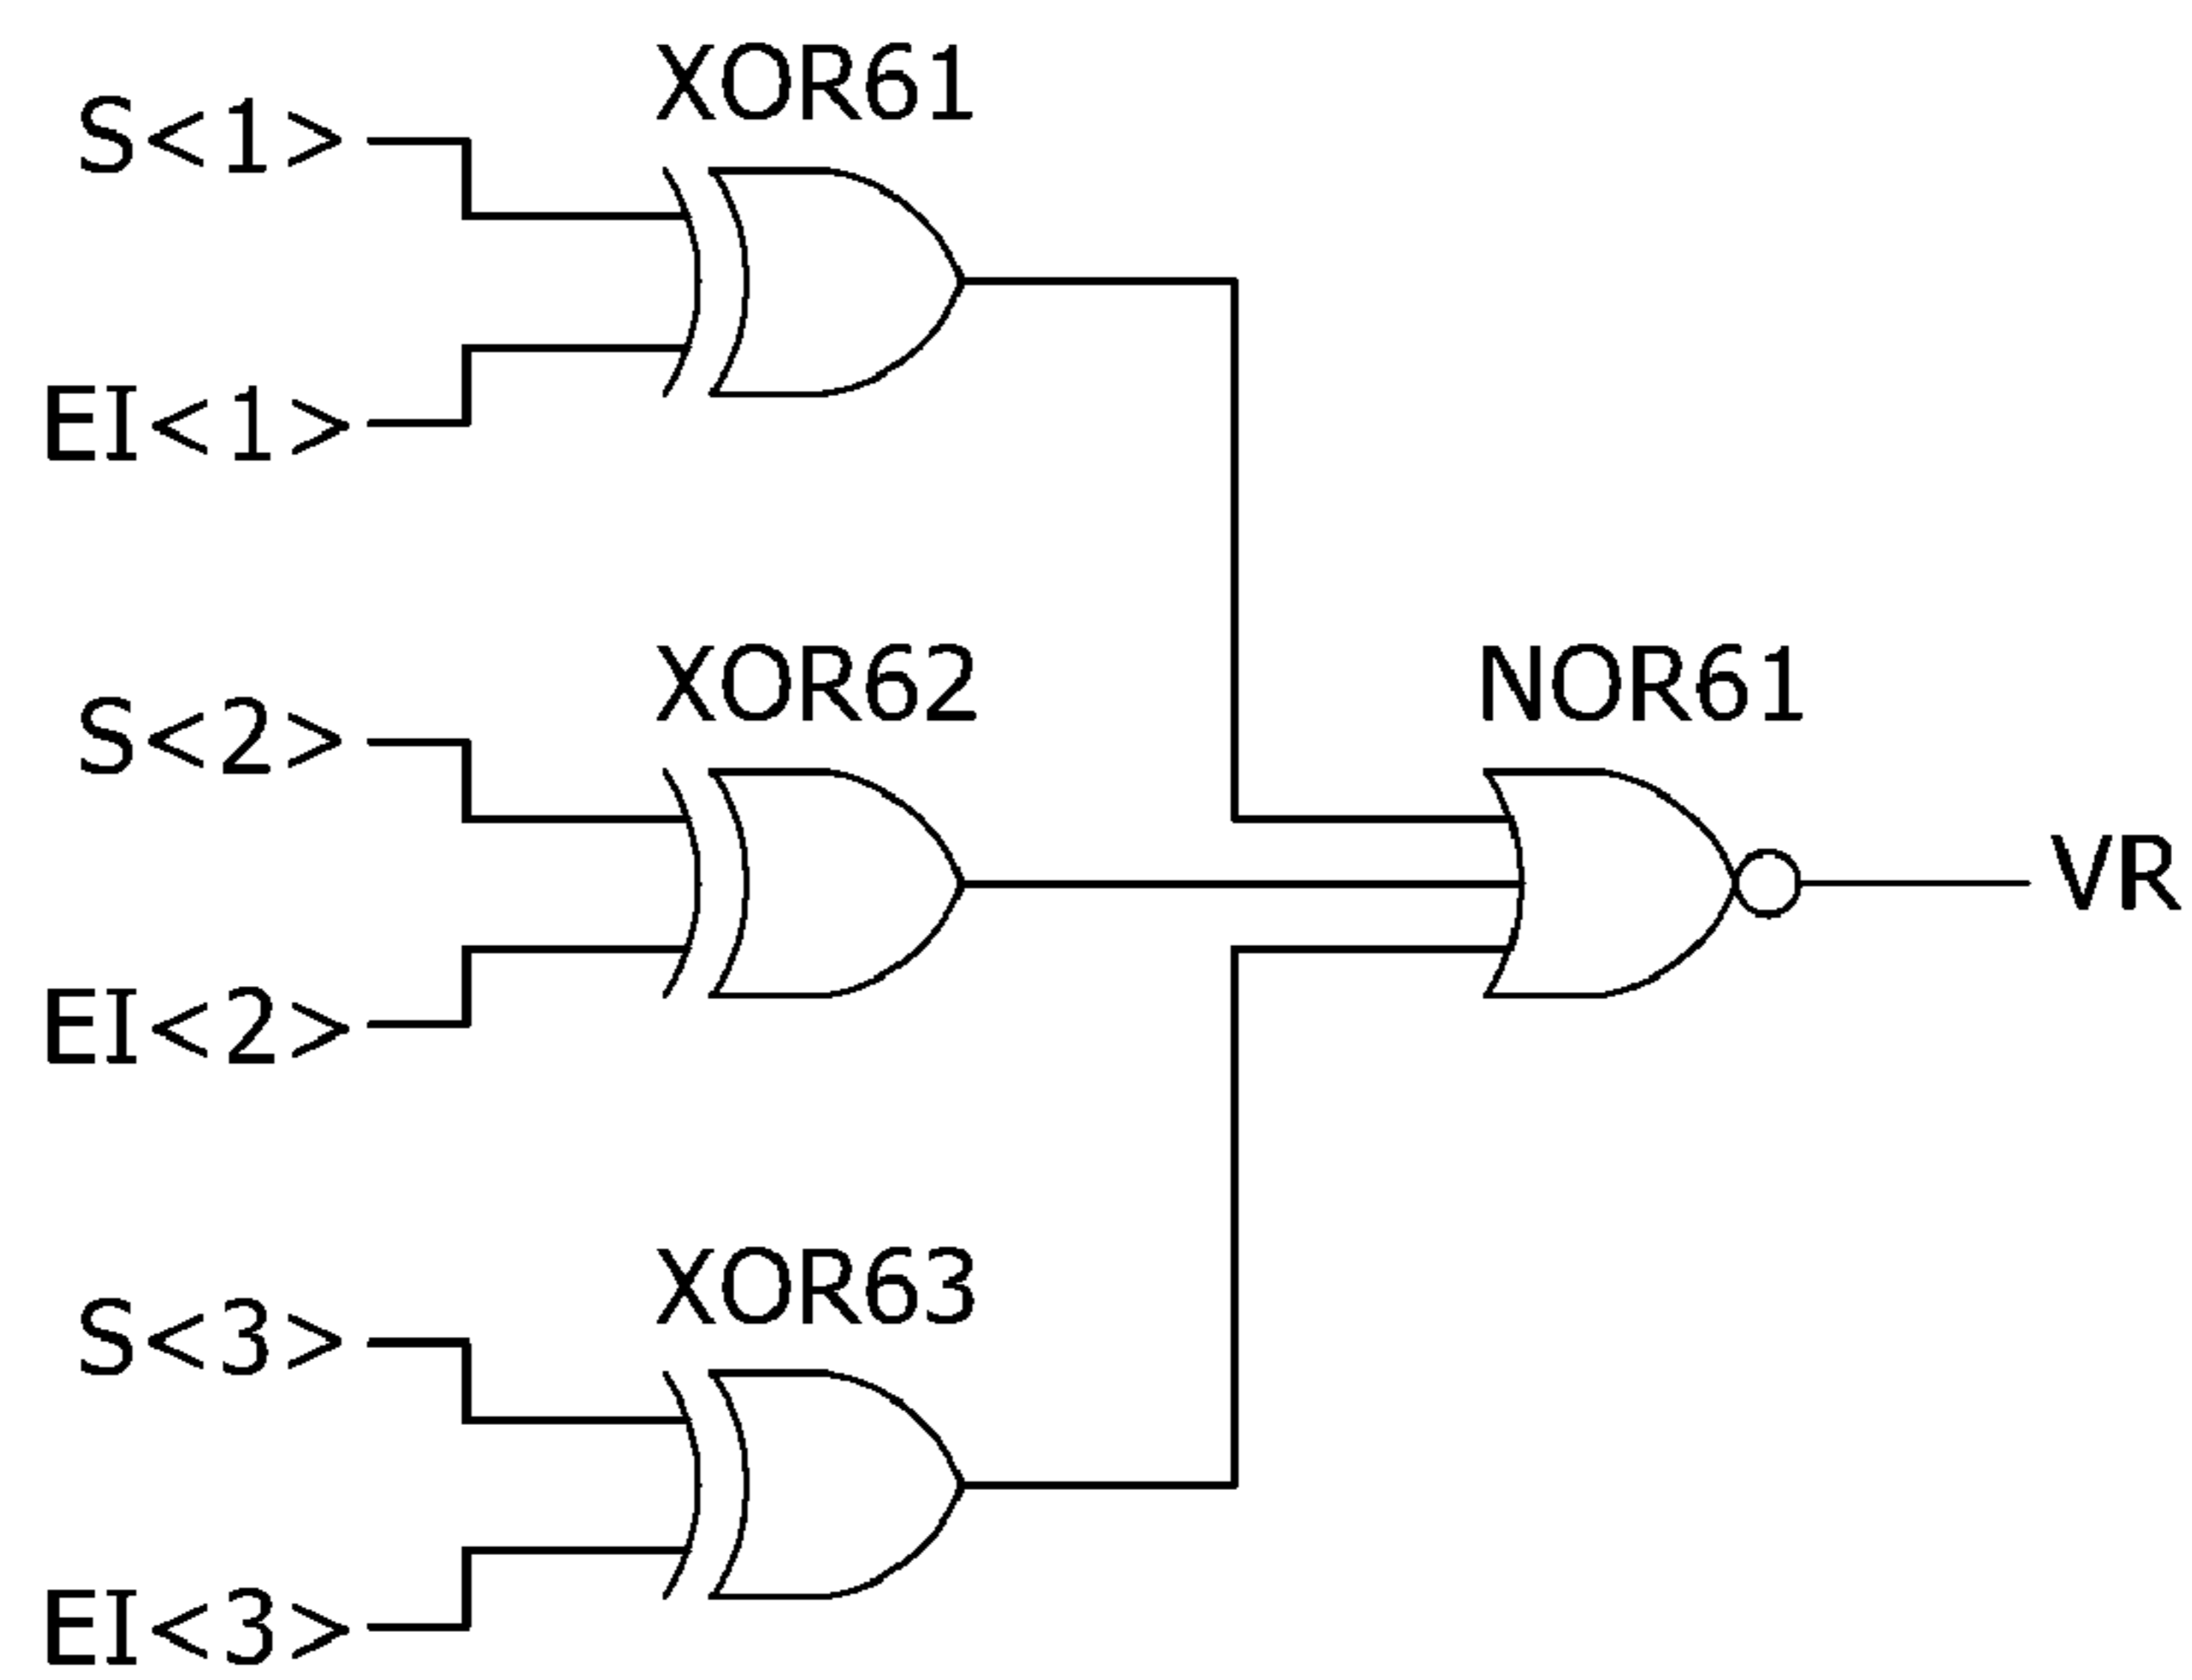 XOR61
S<1>
EI<1>
XOR62
NOR61
S<2>
VR
EI<2>
XOR63
S<3>
EI<3>